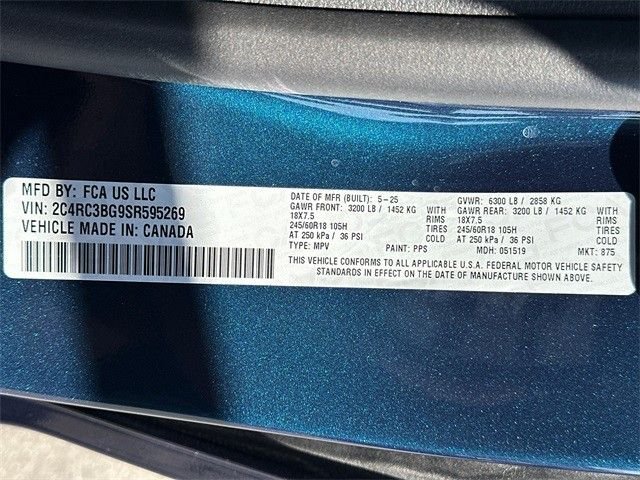 MFD BY: FCA US LLC
VIN: 2C4RC3BG9SR595269
VEHICLE MADE IN: CANADA
DATE OF MFR (BUILT): 5-25
GAWR FRONT: 3200 LB / 1452 KG WITH
18X7.5 RIMS
245/60R18 105H TIRES
AT 250 kPa / 36 PSI COLD
TYPE: MPV PAINT: PPS
GVWR: 6300 LB / 2858 KG
GAWR REAR: 3200 LB / 1452 KG WITH
18X7.5 RIMS
245/60R18 105H TIRES
AT 250 kPa / 36 PSI COLD
MDH: 051519 MKT: 875
THIS VEHICLE CONFORMS TO ALL APPLICABLE U.S.A. FEDERAL MOTOR VEHICLE SAFETY
STANDARDS IN EFFECT ON THE DATE OF MANUFACTURE SHOWN ABOVE.